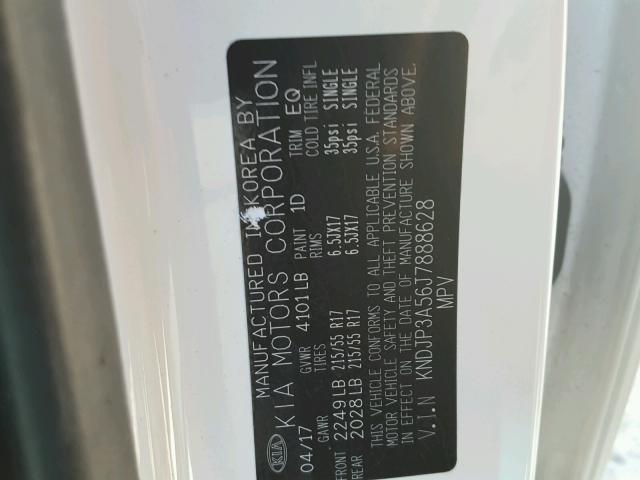 MANUFACTURED IN KOREA BY
KIA KIA MOTORS CORPORATION
04/17 GVWR 4101LB PAINT 1D TRIM EQ
GAWR TIRES RIMS COLD TIRE INFL
FRONT 2249LB 215/55 R17 6.5JX17 35psi SINGLE
REAR 2028LB 215/55 R17 6.5JX17 35psi SINGLE
THIS VEHICLE CONFORMS TO ALL APPLICABLE U.S.A. FEDERAL
MOTOR VEHICLE SAFETY AND THEFT PREVENTION STANDARDS
IN EFFECT ON THE DATE OF MANUFACTURE SHOWN ABOVE.
V.I.N KNDJP3A56J7888628
MPV